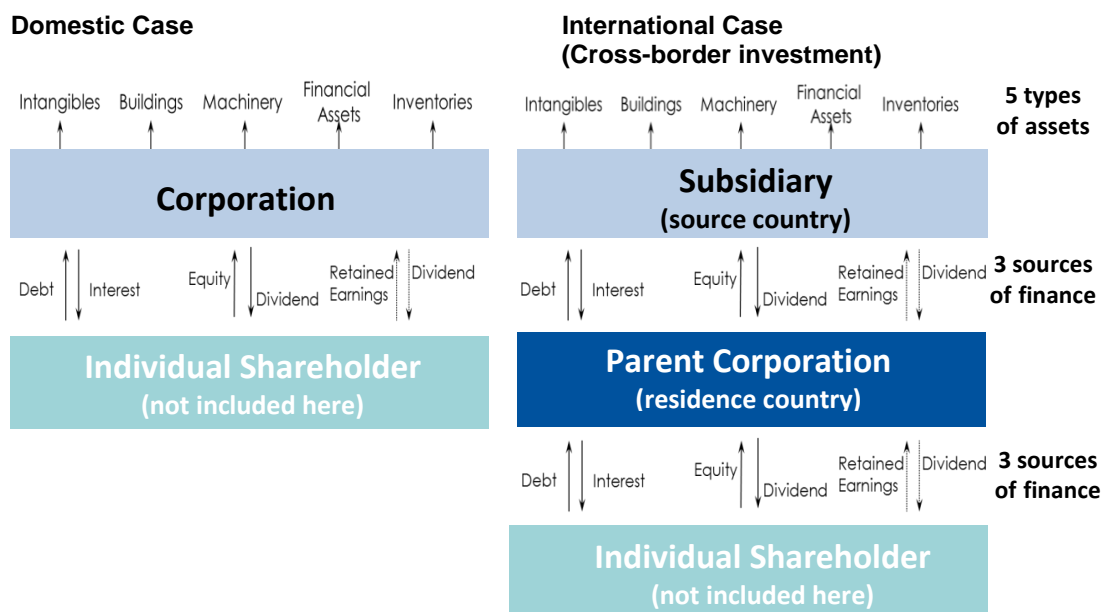 Domestic Case
International Case
(Cross-border investment)
Intangibles
Buildings
Machinery
Financial
Assets
Inventories
Intangibles
Buildings
Machinery
Financial
Assets
Inventories
5 types
of assets
Corporation
Subsidiary
(source country)
Debt
Interest
Equity
Dividend
Retained
Earnings
Dividend
Debt
Interest
Equity
Dividend
Retained
Earnings
Dividend
3 sources
of finance
Individual Shareholder
(not included here)
Parent Corporation
(residence country)
Debt
Interest
Equity
Dividend
Retained
Earnings
Dividend
3 sources
of finance
Individual Shareholder
(not included here)